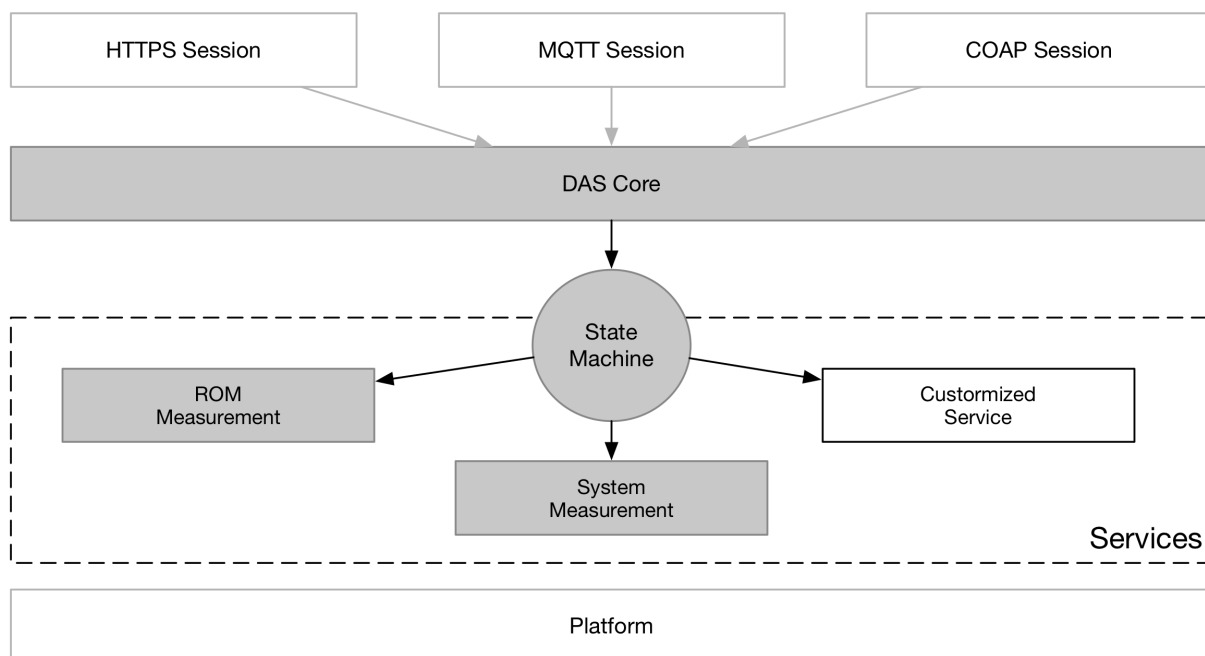 HTTPS Session
MQTT Session
COAP Session
DAS Core
State
Machine
ROM
Measurement
Custormized
Service
System
Measurement
Services
Platform